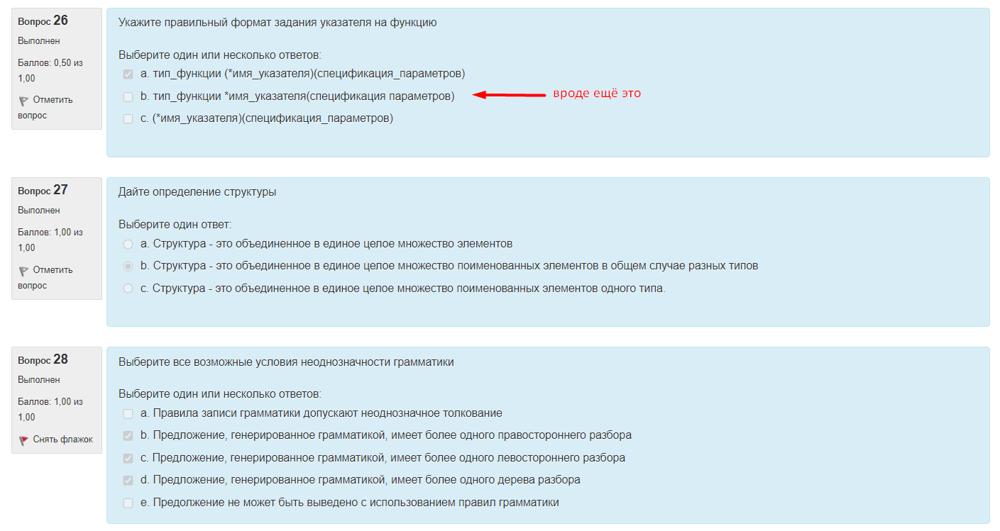 Вопрос 26
Выполнен
Баллов: 0,50 из
1,00
Отметить
вопрос
Укажите правильный формат задания указателя на функцию
Выберите один или несколько ответов:
a. тип_функции (*имя_указателя)(спецификация_параметров)
b. тип_функции *имя_указателя(спецификация параметров)
вроде ещё это
c. (*имя_указателя)(спецификация_параметров)
Вопрос 27
Выполнен
Баллов: 1,00 из
1,00
Отметить
вопрос
Дайте определение структуры
Выберите один ответ:
a. Структура - это объединенное в единое целое множество элементов
b. Структура - это объединенное в единое целое множество поименованных элементов в общем случае разных типов
c. Структура - это объединенное в единое целое множество поименованных элементов одного типа.
Вопрос 28
Выполнен
Баллов: 1,00 из
1,00
Снять флажок
Выберите все возможные условия неоднозначности грамматики
Выберите один или несколько ответов:
a. Правила записи грамматики допускают неоднозначное толкование
b. Предложение, генерированное грамматикой, имеет более одного правостороннего разбора
c. Предложение, генерированное грамматикой, имеет более одного левостороннего разбора
d. Предложение, генерированное грамматикой, имеет более одного дерева разбора
e. Предолжение не может быть выведено с использованием правил грамматики